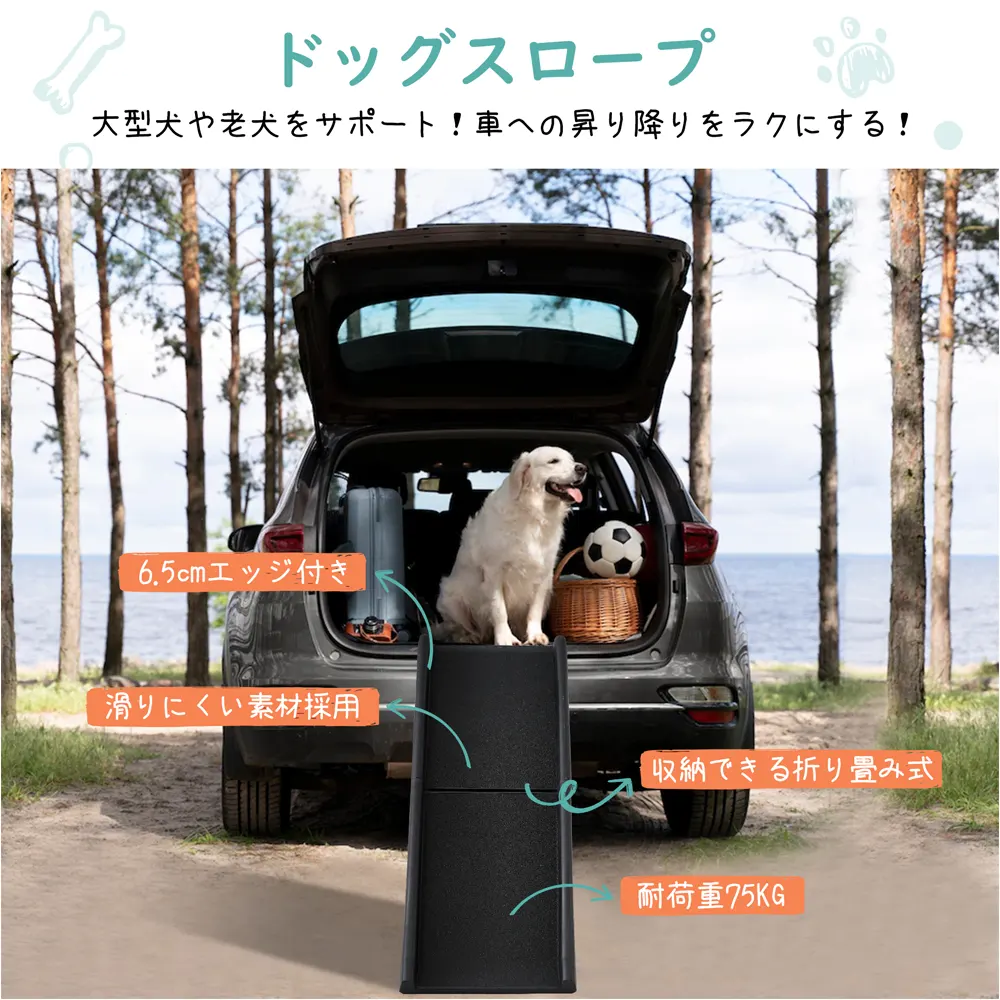 ドッグスロープ
大型犬や老犬をサポート！車への昇り降りをラクにする！
6.5cmエッジ付き
滑りにくい素材採用
収納できる折り畳み式
耐荷重75KG